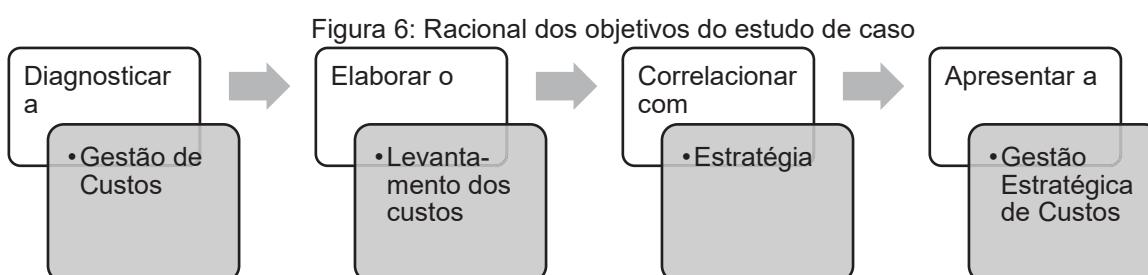 Figura 6: Racional dos objetivos do estudo de caso
Diagnosticar
a
•Gestão de
Custos
Elaborar o
•Levanta-
mento dos
custos
Correlacionar
com
•Estratégia
Apresentar a
•Gestão
Estratégica
de Custos